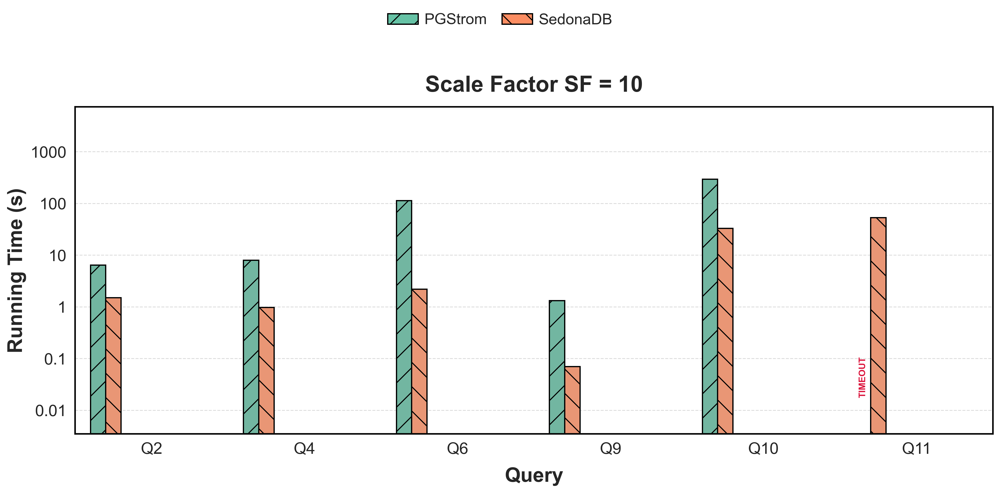 PGStrom SedonaDB
Scale Factor SF = 10
Running Time (s)
1000
100
10
1
0.1
0.01
TIMEOUT
Q2 Q4 Q6 Q9 Q10 Q11
Query